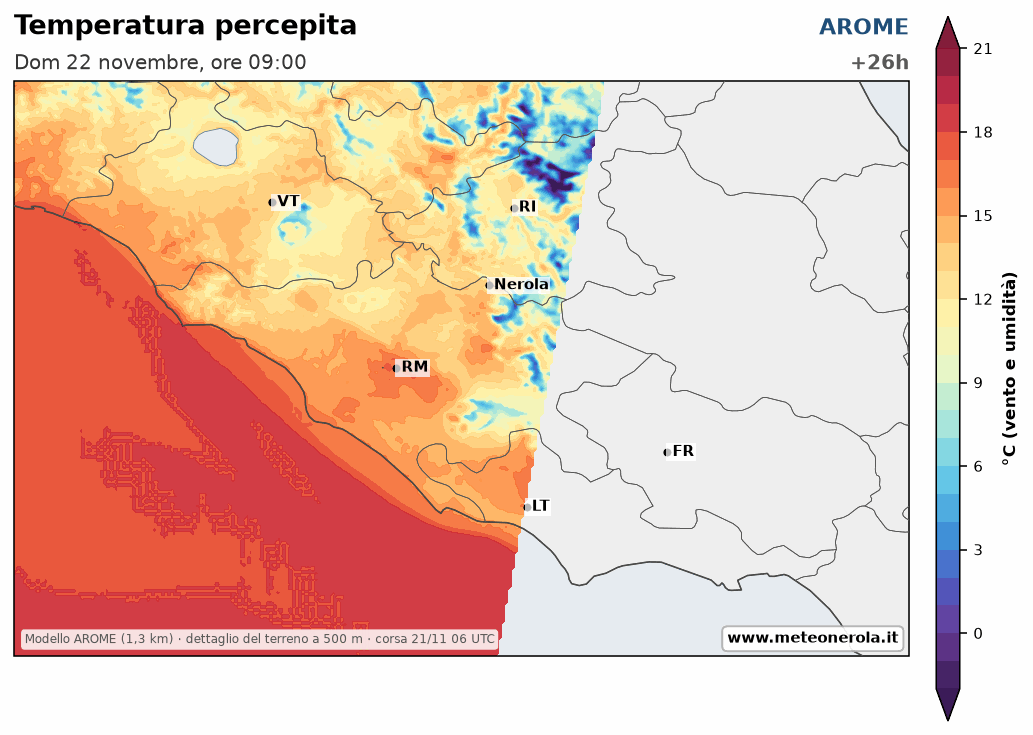 Temperatura percepita
AROME
Dom 22 novembre, ore 09:00
+26h
21
18
15
12
9
6
3
0
°C (vento e umidità)
VT
RI
Nerola
RM
FR
LT
Modello AROME (1,3 km) · dettaglio del terreno a 500 m · corsa 21/11 06 UTC
www.meteonerola.it